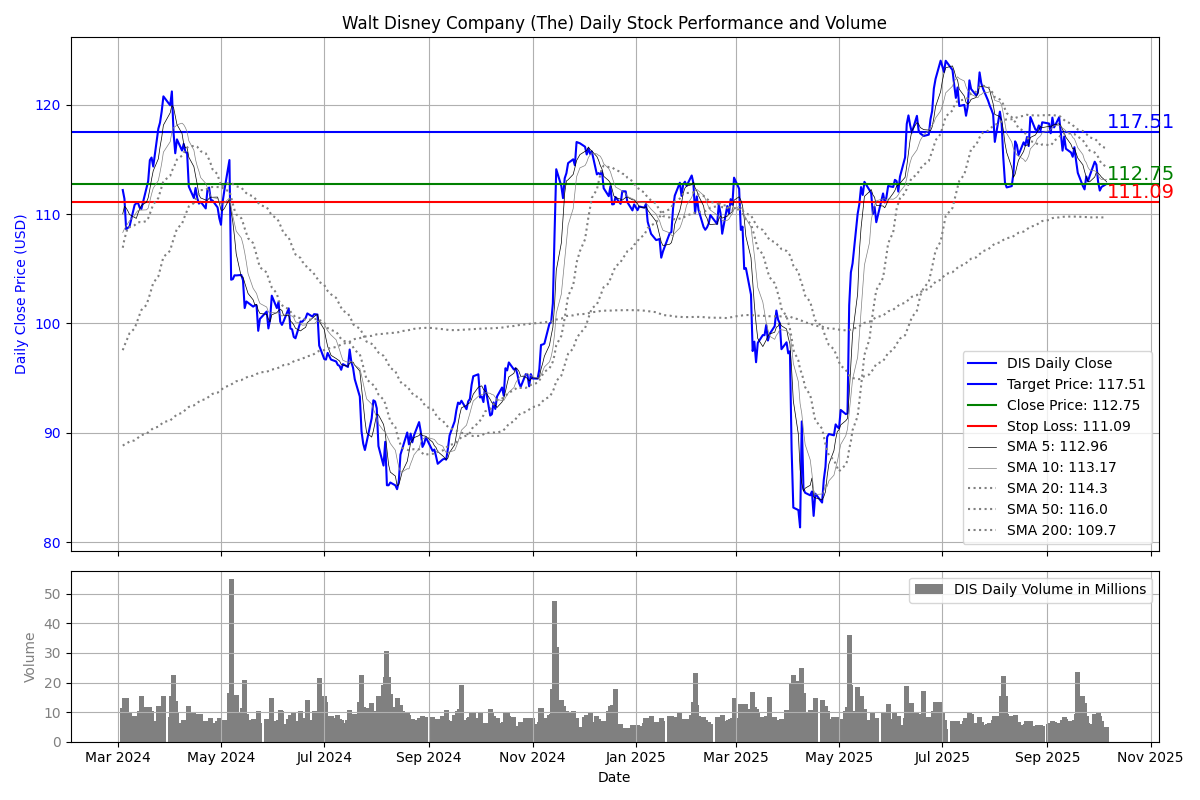 Walt Disney Company (The) Daily Stock Performance and Volume
Daily Close Price (USD)
120
110
100
90
80
117.51
112.75
111.09
DIS Daily Close
Target Price: 117.51
Close Price: 112.75
Stop Loss: 111.09
SMA 5: 112.96
SMA 10: 113.17
SMA 20: 114.3
SMA 50: 116.0
SMA 200: 109.7
Volume
50
40
30
20
10
0
DIS Daily Volume in Millions
Mar 2024 May 2024 Jul 2024 Sep 2024 Nov 2024 Jan 2025 Mar 2025 May 2025 Jul 2025 Sep 2025 Nov 2025
Date